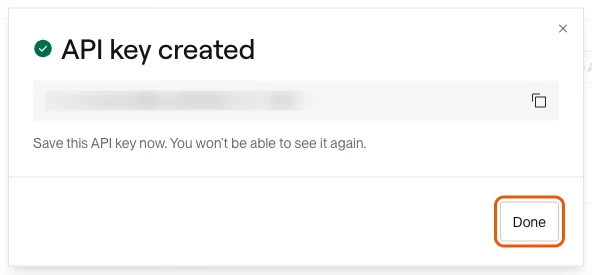 API key created
Save this API key now. You won't be able to see it again.
Done